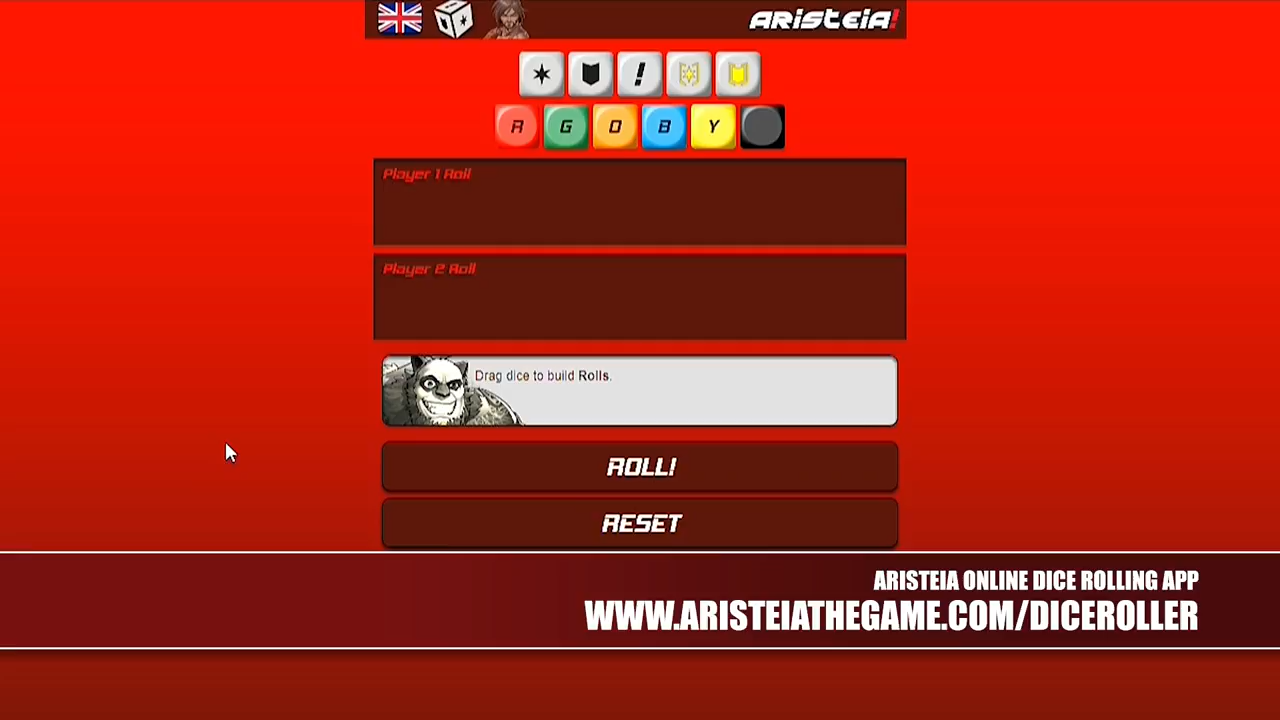 ARISTEIA!
!
R G O B Y
Player 1 Roll
Player 2 Roll
Drag dice to build Rolls.
ROLL!
RESET
ARISTEIA ONLINE DICE ROLLING APP
WWW.ARISTEIATHEGAME.COM/DICEROLLER